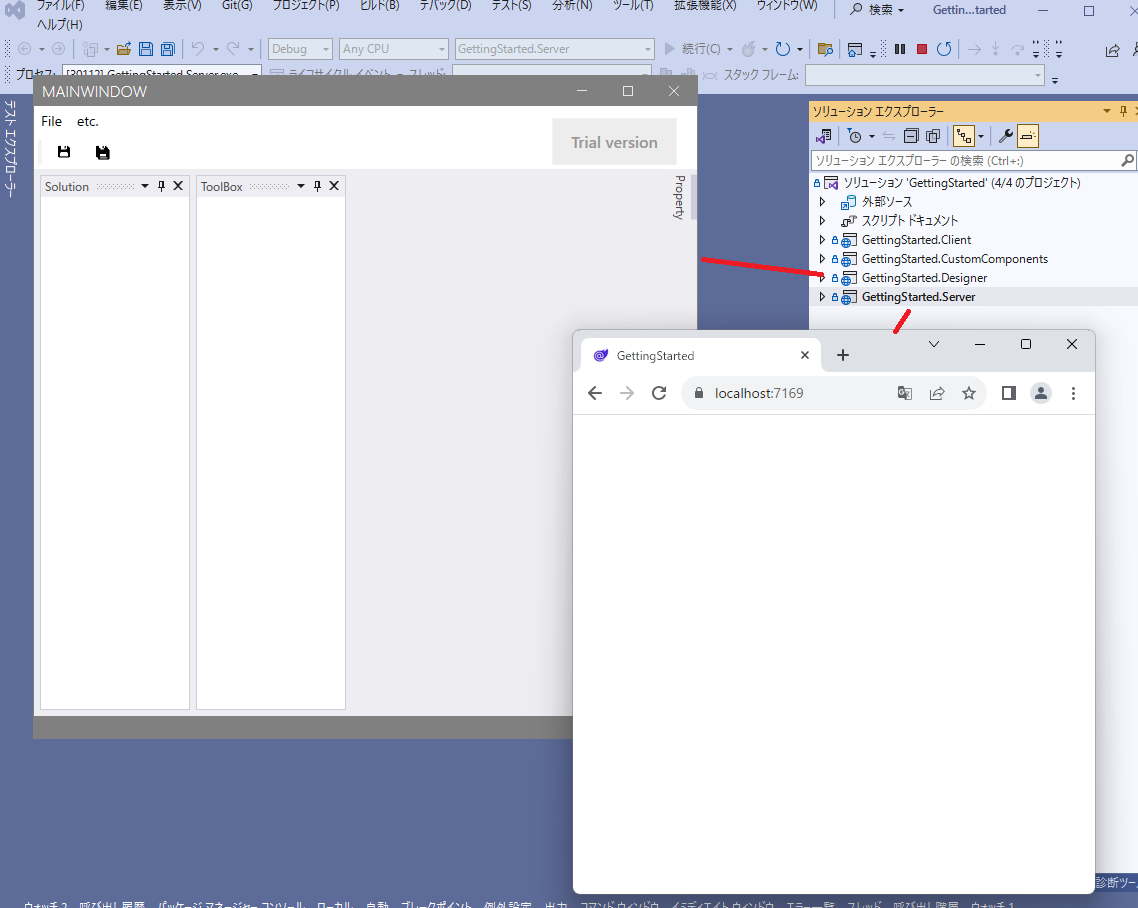 ファイル(F) 編集(E) 表示(V) Git(G) プロジェクト(P) ビルド(B) デバッグ(D) テスト(S) 分析(N) ツール(T) 拡張機能(X) ウィンドウ(W) 検索 Gettin...tarted
ヘルプ(H)
Debug Any CPU GettingStarted.Server 続行(C)
プロセス: [30112] GettingStarted.Server.exe ライフサイクル イベント スレッド: スタック フレーム:
テスト エクスプローラー
MAINWINDOW
File etc.
Trial version
Solution ToolBox
Property
ソリューション エクスプローラー
ソリューション エクスプローラー の検索 (Ctrl+:)
ソリューション 'GettingStarted' (4/4 のプロジェクト)
外部ソース
スクリプト ドキュメント
GettingStarted.Client
GettingStarted.CustomComponents
GettingStarted.Designer
GettingStarted.Server
GettingStarted
localhost:7169
診断ツー
ウォッチ 2 呼び出し履歴 パッケージ マネージャー コンソール ローカル 自動 ブレークポイント 例外設定 出力 コマンド ウィンドウ イミディエイト ウィンドウ エラー一覧 スレッド 呼び出し階層 ウォッチ 1